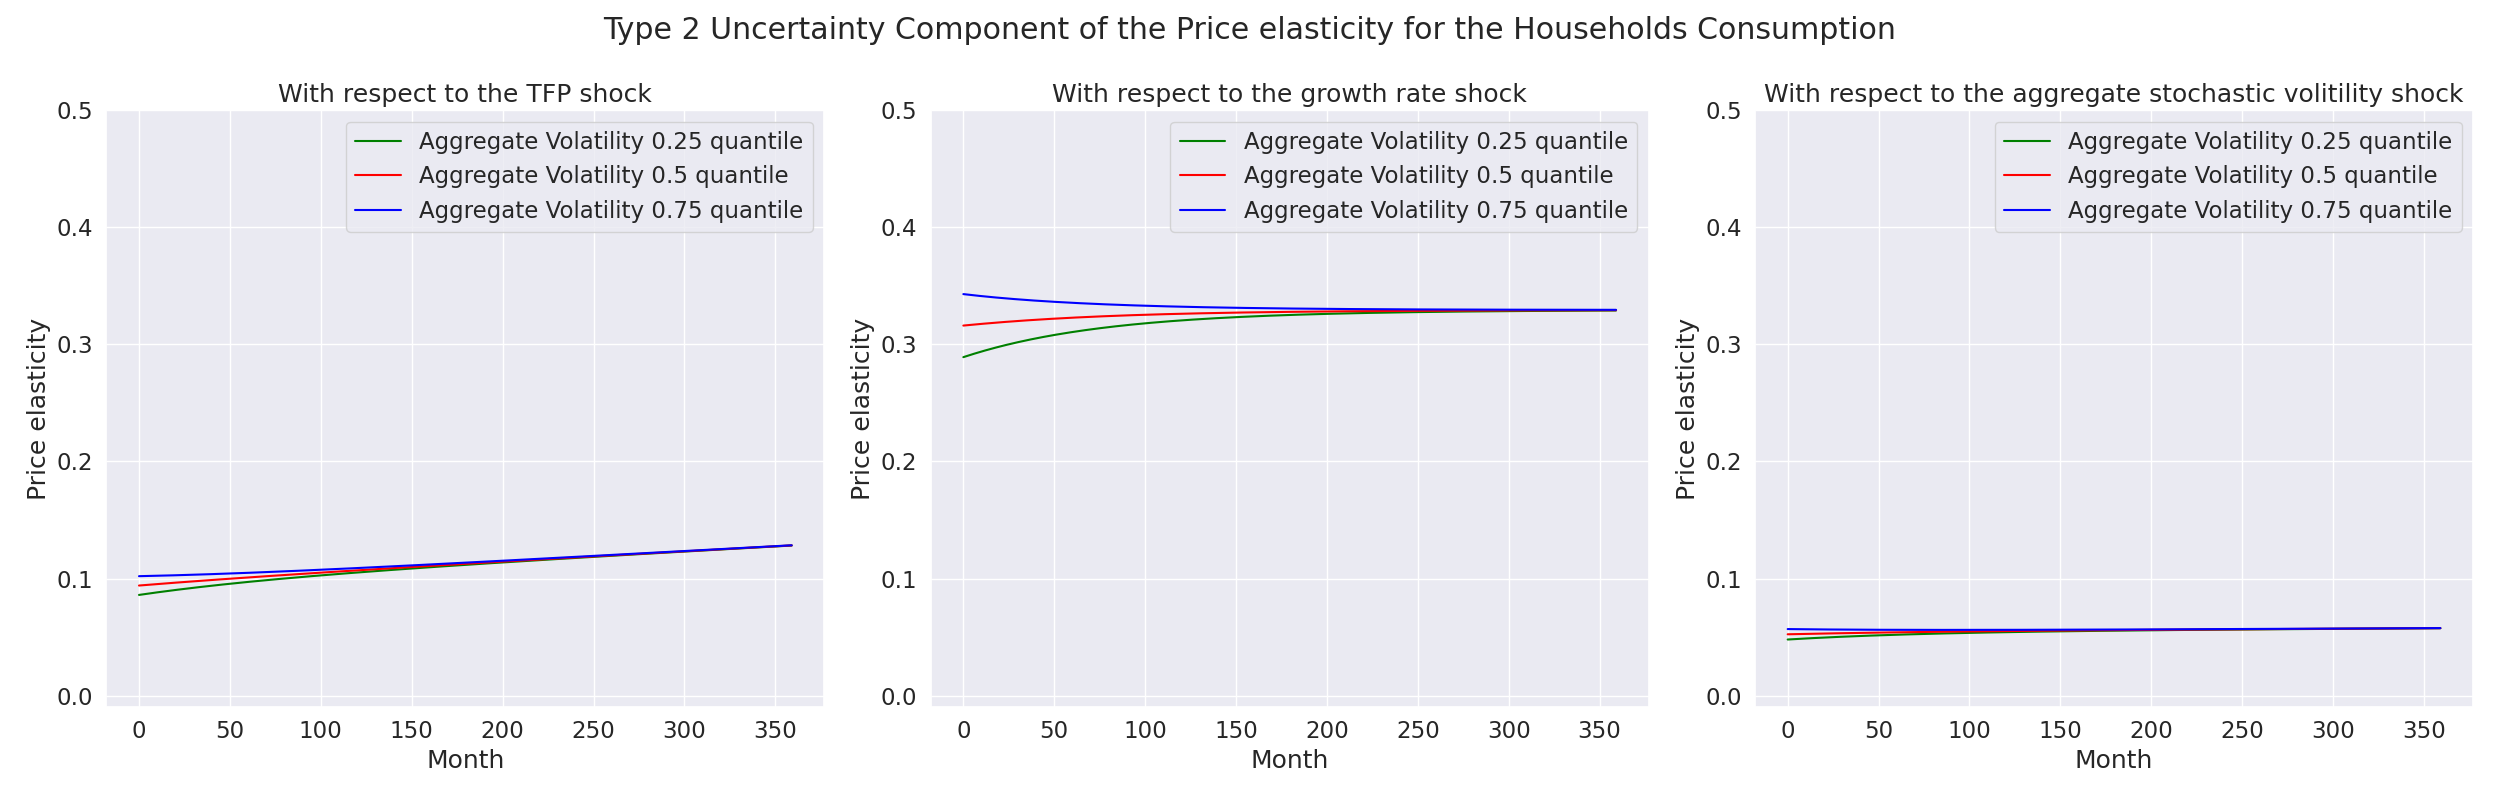 Type 2 Uncertainty Component of the Price elasticity for the Households Consumption
With respect to the TFP shock
0.5
0.4
0.3
0.2
0.1
0.0
Price elasticity
Aggregate Volatility 0.25 quantile
Aggregate Volatility 0.5 quantile
Aggregate Volatility 0.75 quantile
0 50 100 150 200 250 300 350
Month
With respect to the growth rate shock
0.5
0.4
0.3
0.2
0.1
0.0
Price elasticity
Aggregate Volatility 0.25 quantile
Aggregate Volatility 0.5 quantile
Aggregate Volatility 0.75 quantile
0 50 100 150 200 250 300 350
Month
With respect to the aggregate stochastic volitility shock
0.5
0.4
0.3
0.2
0.1
0.0
Price elasticity
Aggregate Volatility 0.25 quantile
Aggregate Volatility 0.5 quantile
Aggregate Volatility 0.75 quantile
0 50 100 150 200 250 300 350
Month